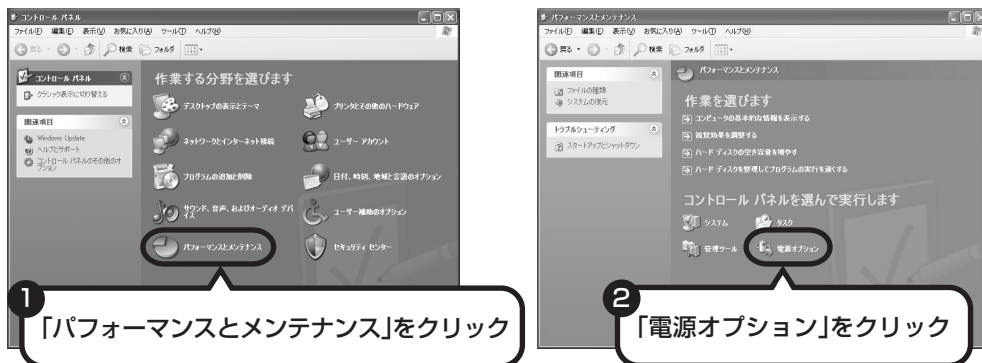 コントロール パネル
ファイル(F) 編集(E) 表示(V) お気に入り(A) ツール(T) ヘルプ(H)
戻る 検索 フォルダ
コントロール パネル
クラシック表示に切り替える
関連項目
Windows Update
ヘルプとサポート
コントロール パネルのその他のオプション
作業する分野を選びます
デスクトップの表示とテーマ
プリンタとその他のハードウェア
ネットワークとインターネット接続
ユーザー アカウント
プログラムの追加と削除
日付、時刻、地域と言語のオプション
サウンド、音声、およびオーディオ デバイス
ユーザー補助のオプション
パフォーマンスとメンテナンス
セキュリティ センター
1
「パフォーマンスとメンテナンス」をクリック
パフォーマンスとメンテナンス
ファイル(F) 編集(E) 表示(V) お気に入り(A) ツール(T) ヘルプ(H)
戻る 検索 フォルダ
関連項目
ファイルの種類
システムの復元
トラブルシューティング
スタートアップとシャットダウン
パフォーマンスとメンテナンス
作業を選びます
コンピュータの基本的な情報を表示する
視覚効果を調整する
ハード ディスクの空き容量を増やす
ハード ディスクを整理してプログラムの実行を速くする
コントロール パネルを選んで実行します
システム
タスク
管理ツール
電源オプション
2
「電源オプション」をクリック